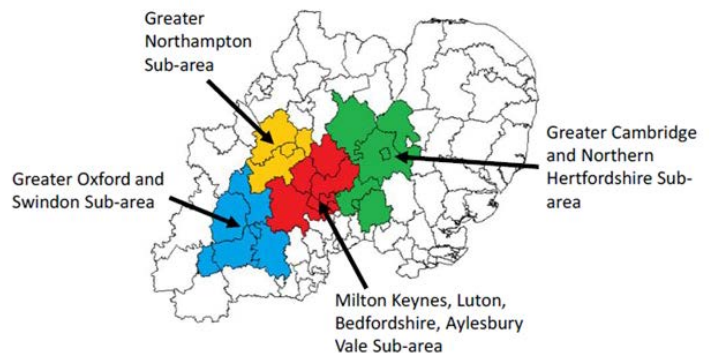 Greater
Northampton
Sub-area
Greater Oxford and
Swindon Sub-area
Greater Cambridge
and Northern
Hertfordshire Sub-
area
Milton Keynes, Luton,
Bedfordshire, Aylesbury
Vale Sub-area